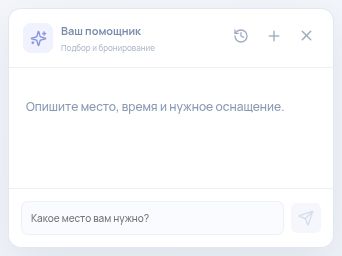 Ваш помощник
Подбор и бронирование
Опишите место, время и нужное оснащение.
Какое место вам нужно?